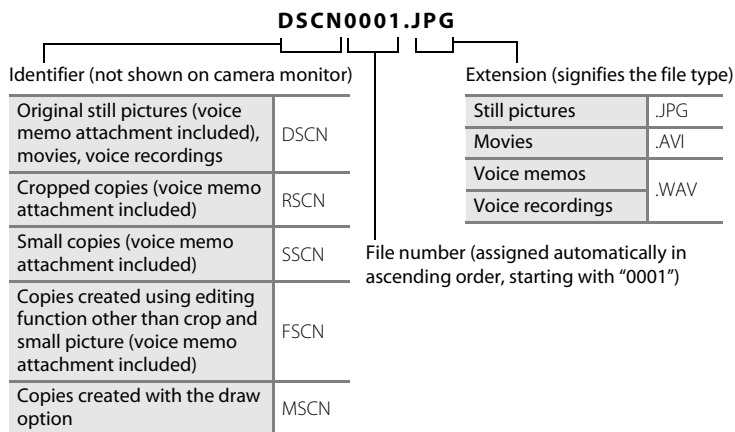 DSCN0001.JPG
Identifier (not shown on camera monitor)
Original still pictures (voice
memo attachment included),
movies, voice recordings
DSCN
Cropped copies (voice memo
attachment included)
RSCN
Small copies (voice memo
attachment included)
SSCN
Copies created using editing
function other than crop and
small picture (voice memo
attachment included)
FSCN
Copies created with the draw
option
MSCN
Extension (signifies the file type)
Still pictures
.JPG
Movies
.AVI
Voice memos
Voice recordings
.WAV
File number (assigned automatically in
ascending order, starting with “0001”)